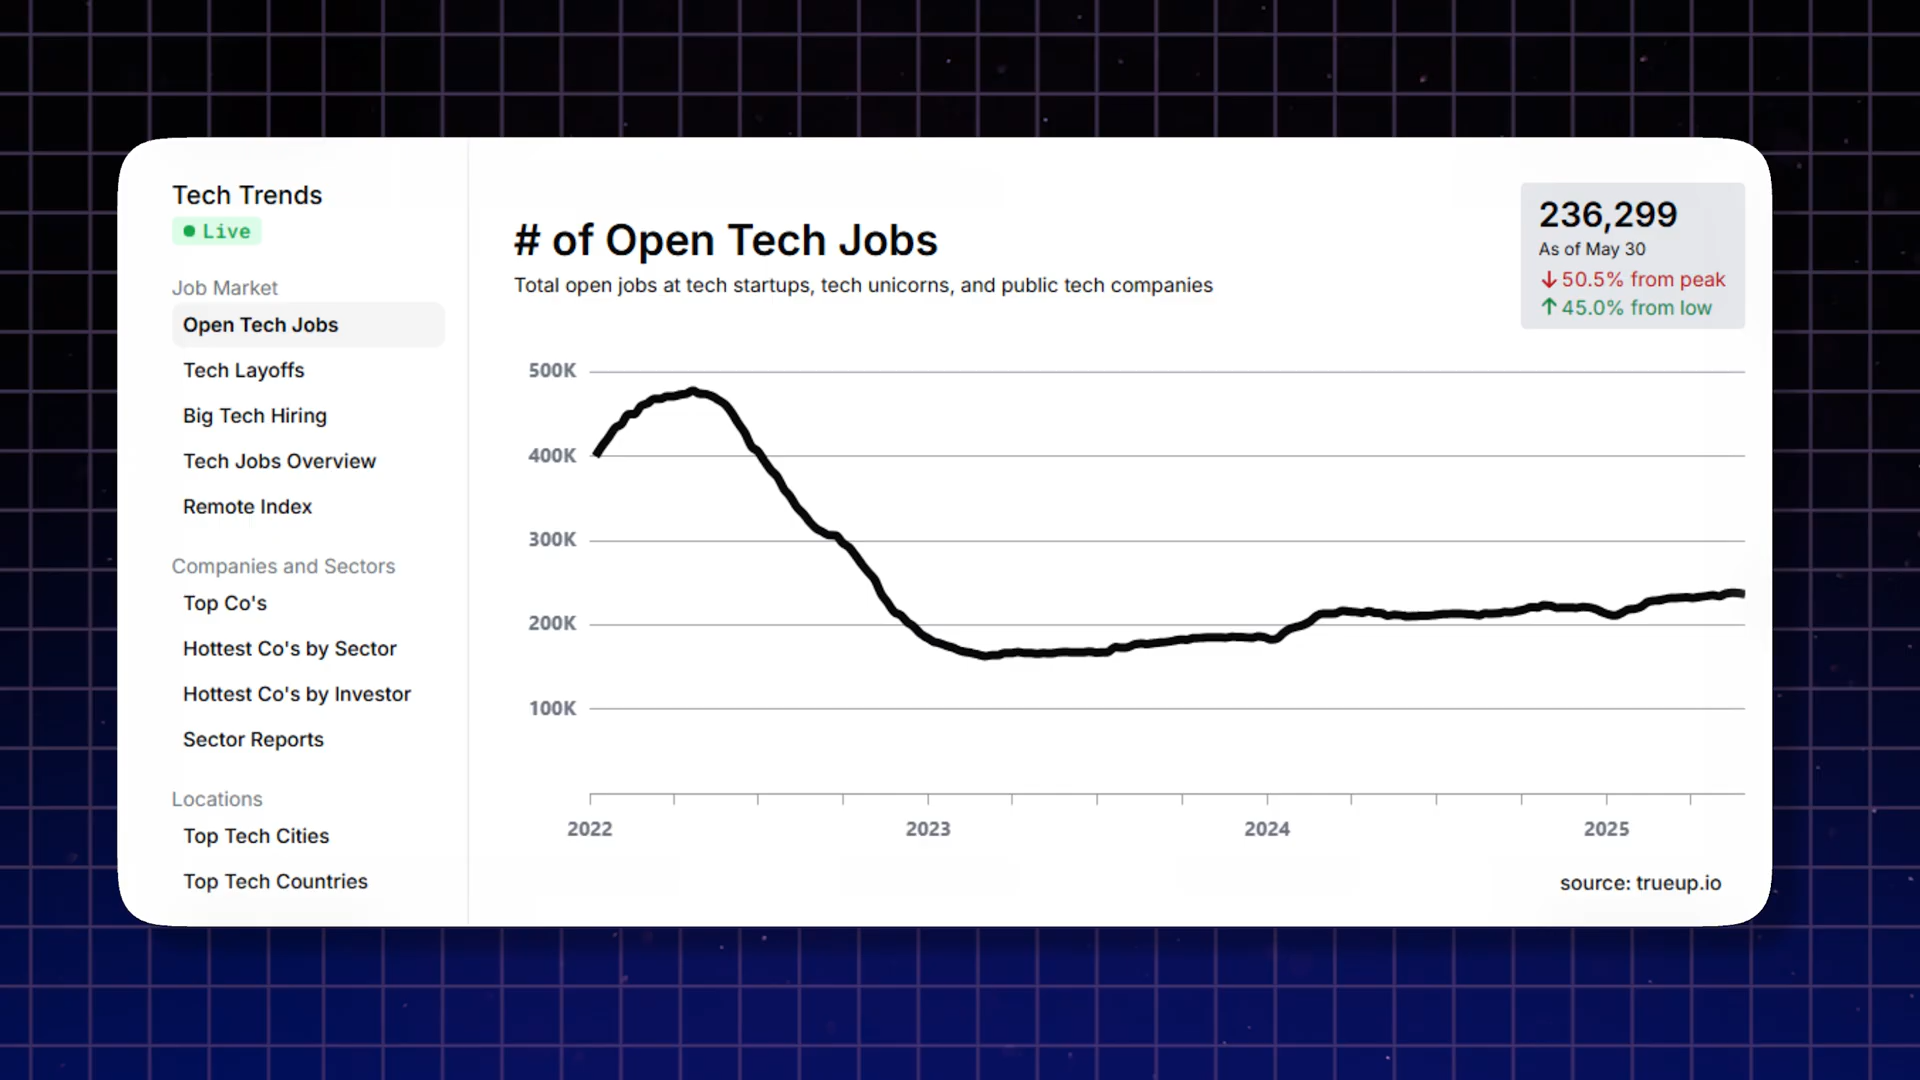 Tech Trends
Live
Job Market
Open Tech Jobs
Tech Layoffs
Big Tech Hiring
Tech Jobs Overview
Remote Index
Companies and Sectors
Top Co's
Hottest Co's by Sector
Hottest Co's by Investor
Sector Reports
Locations
Top Tech Cities
Top Tech Countries
# of Open Tech Jobs
Total open jobs at tech startups, tech unicorns, and public tech companies
236,299
As of May 30
↓50.5% from peak
↑45.0% from low
500K
400K
300K
200K
100K
2022 2023 2024 2025
source: trueup.io